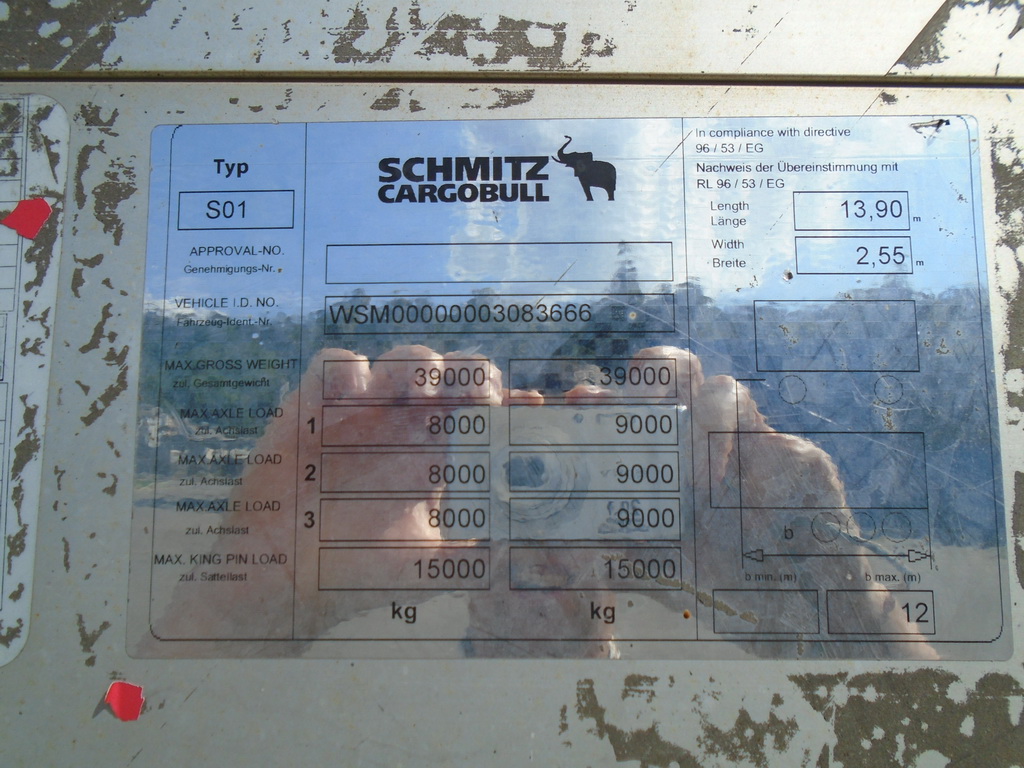 Typ
S01
SCHMITZ
CARGOBULL
In compliance with directive
96 / 53 / EG
Nachweis der Übereinstimmung mit
RL 96 / 53 / EG
Length
Länge
13,90 m
Width
Breite
2,55 m
APPROVAL-NO.
Genehmigungs-Nr.
VEHICLE I.D. NO.
Fahrzeug-Ident.-Nr.
WSM00000003083666
MAX.GROSS WEIGHT
zul. Gesamtgewicht
39000 39000
MAX.AXLE LOAD
zul. Achslast
1 8000 9000
MAX.AXLE LOAD
zul. Achslast
2 8000 9000
MAX.AXLE LOAD
zul. Achslast
3 8000 9000
MAX. KING PIN LOAD
zul. Sattellast
15000 15000
kg kg
b
b min. (m) b max. (m)
12